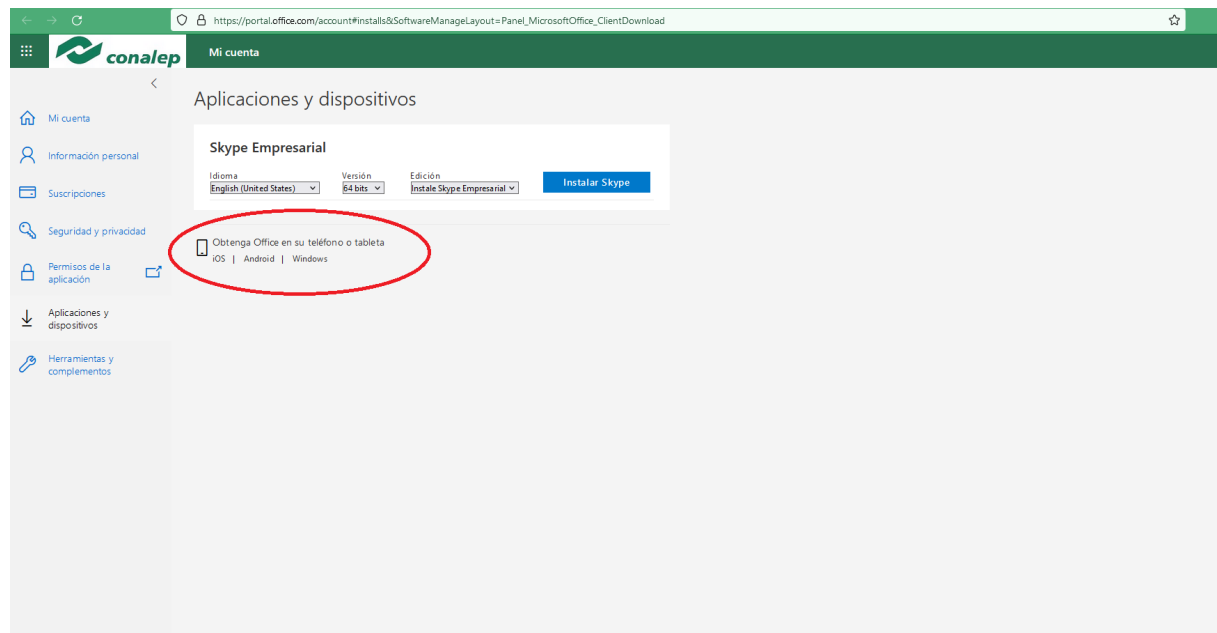 https://portal.office.com/account#installs&SoftwareManageLayout=Panel_MicrosoftOffice_ClientDownload
conalep
Mi cuenta
Mi cuenta
Información personal
Suscripciones
Seguridad y privacidad
Permisos de la
aplicación
Aplicaciones y
dispositivos
Herramientas y
complementos
Aplicaciones y dispositivos
Skype Empresarial
Idioma Versión Edición
English (United States) 64 bits Instale Skype Empresarial Instalar Skype
Obtenga Office en su teléfono o tableta
iOS | Android | Windows